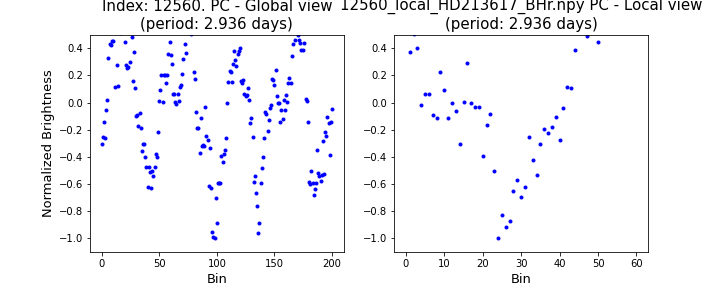 Index: 12560. PC - Global view
(period: 2.936 days)
12560_local_HD213617_BHr.npy PC - Local view
(period: 2.936 days)
Normalized Brightness
0.4
0.2
0.0
−0.2
−0.4
−0.6
−0.8
−1.0
0 50 100 150 200
Bin
0.4
0.2
0.0
−0.2
−0.4
−0.6
−0.8
−1.0
0 10 20 30 40 50 60
Bin